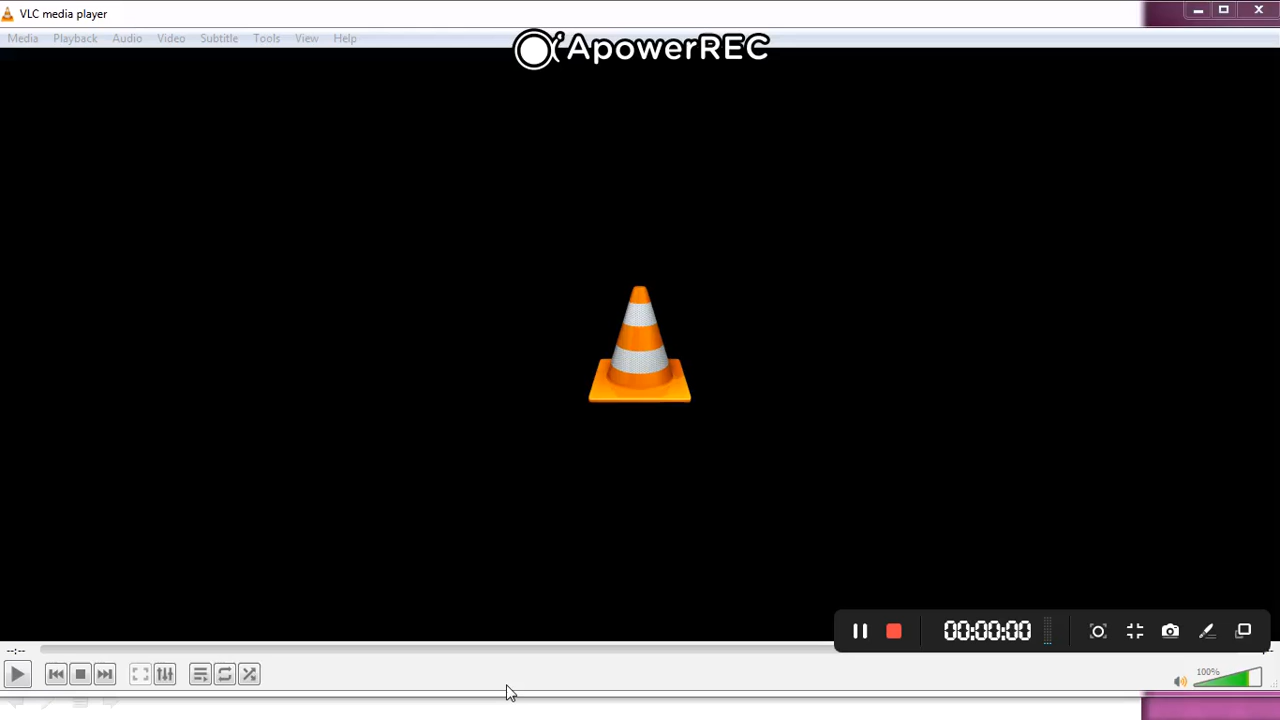 VLC media player
Media Playback Audio Video Subtitle Tools View Help
ApowerREC
00:00:00
--:--
100%